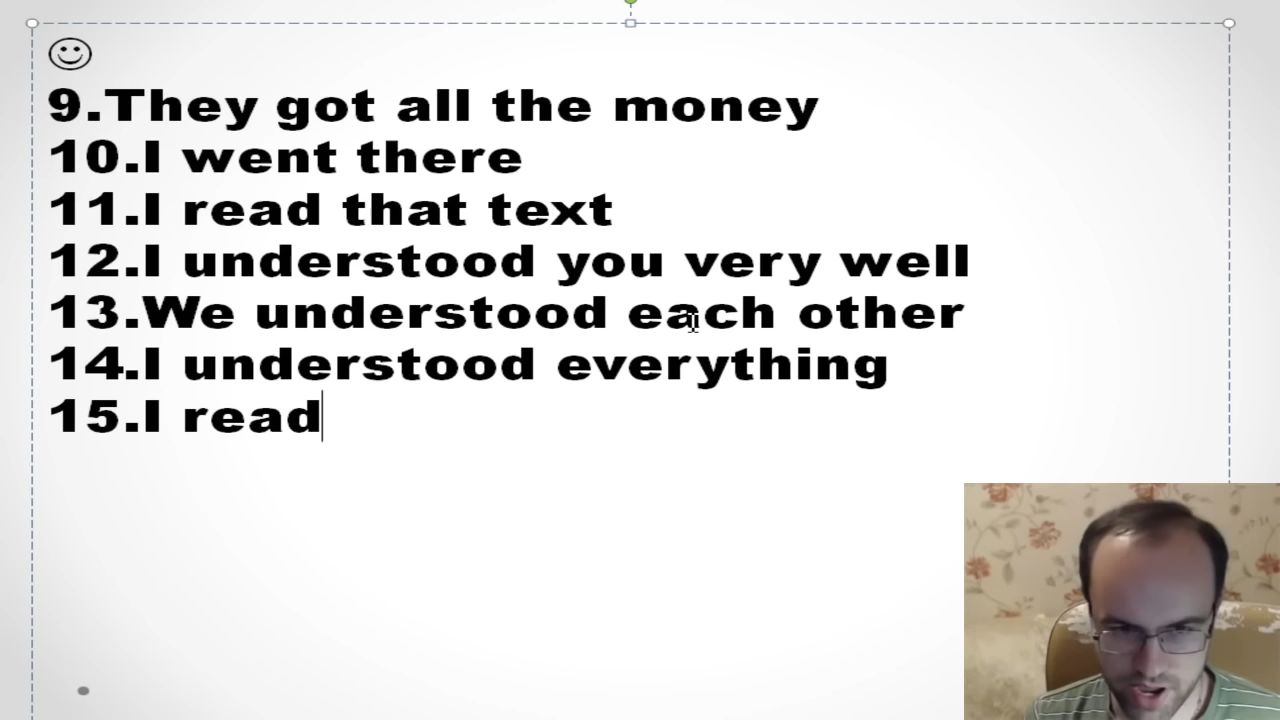 9.They got all the money
10.I went there
11.I read that text
12.I understood you very well
13.We understood each other
14.I understood everything
15.I read